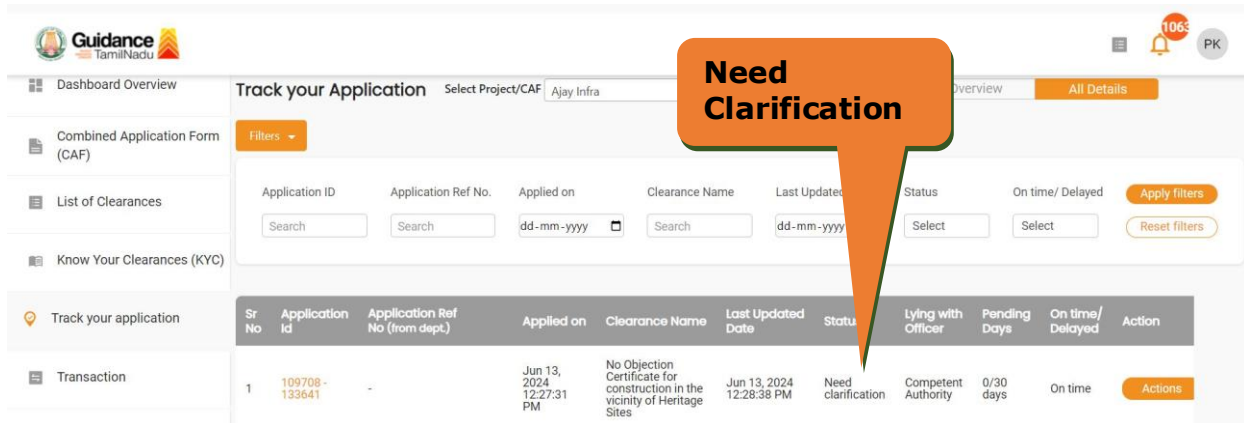 Guidance
TamilNadu
1063
PK
Need
Clarification
Dashboard Overview
Track your Application Select Project/CAF Ajay Infra
All Details
Combined Application Form
(CAF)
Filters
Application ID Application Ref No. Applied on Clearance Name Last Updated Status On time/ Delayed Apply filters
List of Clearances
Search Search dd-mm-yyyy Search dd-mm-yyyy Select Select Reset filters
Know Your Clearances (KYC)
Track your application
Sr
No
Application
Id
Application Ref
No (from dept.)
Applied on
Clearance Name
Last Updated
Date
Lying with
Officer
Pending
Days
On time/
Delayed
Action
Transaction
1
109708 -
133641
-
Jun 13,
2024
12:27:31
PM
No Objection
Certificate for
construction in the
vicinity of Heritage
Sites
Jun 13, 2024
12:28:38 PM
Need
clarification
Competent
Authority
0/30
days
On time
Actions